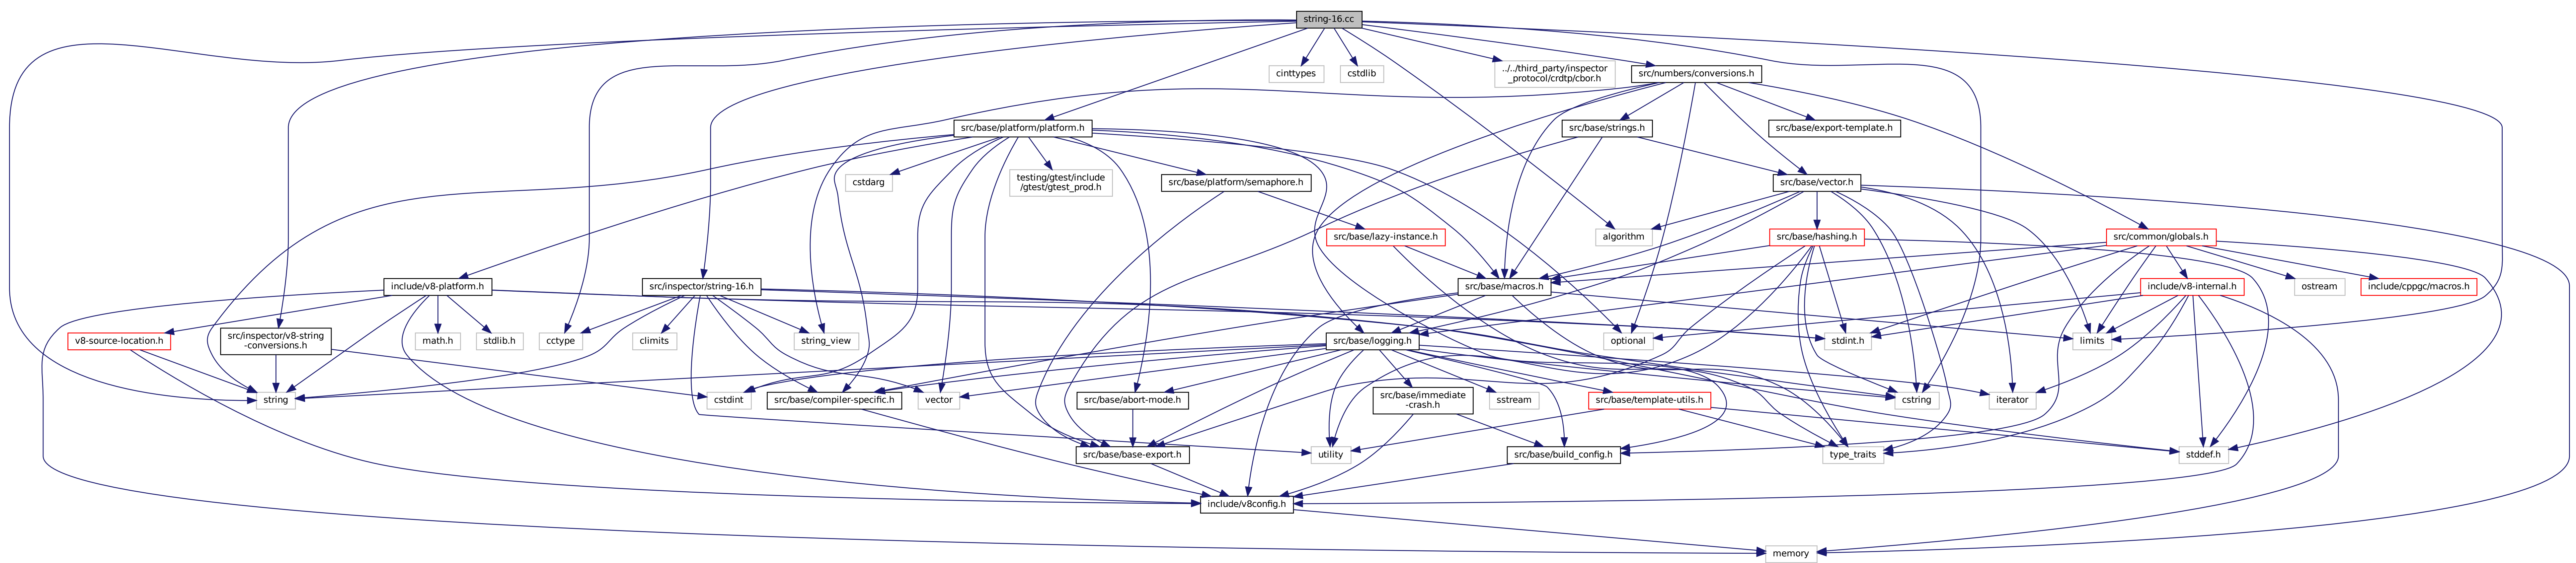 string-16.cc
cinttypes
cstdlib
../../third_party/inspector
_protocol/crdtp/cbor.h
src/numbers/conversions.h
src/base/platform/platform.h
src/base/strings.h
src/base/export-template.h
cstdarg
testing/gtest/include
/gtest/gtest_prod.h
src/base/platform/semaphore.h
src/base/vector.h
src/base/lazy-instance.h
algorithm
src/base/hashing.h
src/common/globals.h
include/v8-platform.h
src/inspector/string-16.h
src/base/macros.h
include/v8-internal.h
ostream
include/cppgc/macros.h
v8-source-location.h
src/inspector/v8-string
-conversions.h
math.h
stdlib.h
cctype
climits
string_view
src/base/logging.h
optional
stdint.h
limits
string
cstdint
src/base/compiler-specific.h
vector
src/base/abort-mode.h
src/base/immediate
-crash.h
sstream
src/base/template-utils.h
cstring
iterator
src/base/base-export.h
utility
src/base/build_config.h
type_traits
stddef.h
include/v8config.h
memory